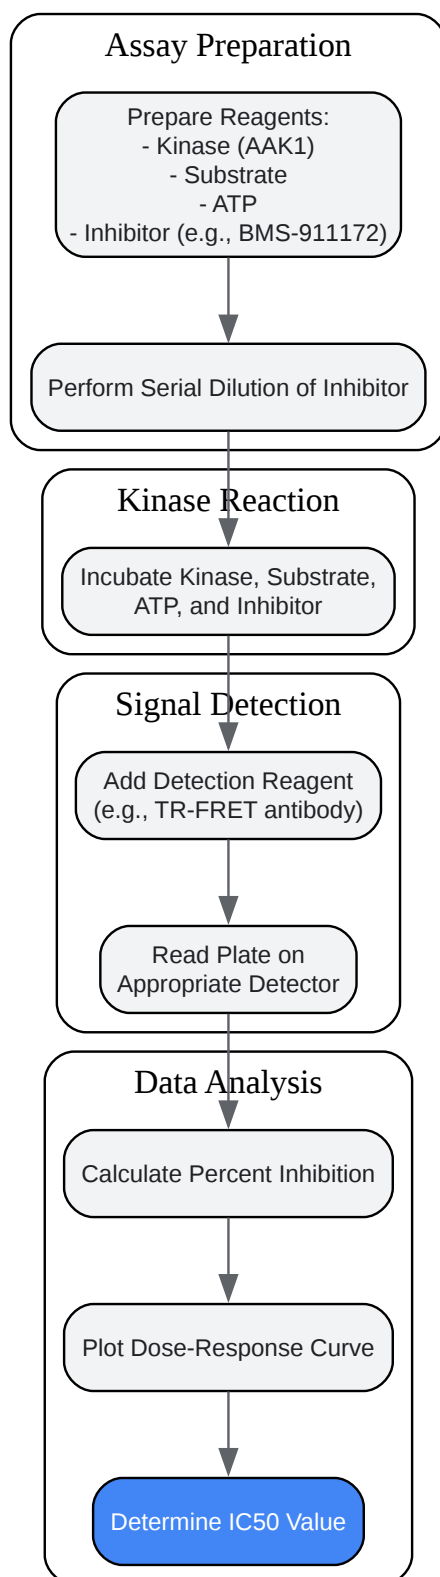 Assay Preparation
Prepare Reagents:
- Kinase (AAK1)
- Substrate
- ATP
- Inhibitor (e.g., BMS-911172)
Perform Serial Dilution of Inhibitor
Kinase Reaction
Incubate Kinase, Substrate,
ATP, and Inhibitor
Signal Detection
Add Detection Reagent
(e.g., TR-FRET antibody)
Read Plate on
Appropriate Detector
Data Analysis
Calculate Percent Inhibition
Plot Dose-Response Curve
Determine IC50 Value